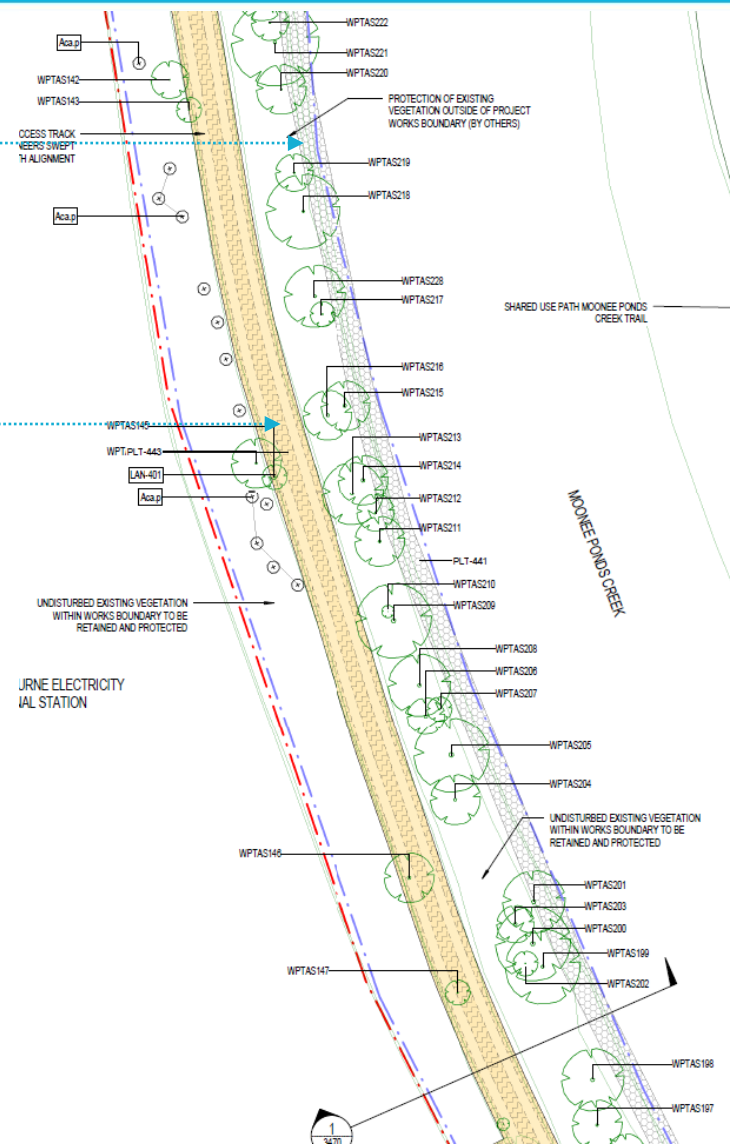 WPTAS222
Aca.p
WPTAS221
WPTAS220
WPTAS142
WPTAS143
PROTECTION OF EXISTING
VEGETATION OUTSIDE OF PROJECT
WORKS BOUNDARY (BY OTHERS)
CCESS TRACK
NEERS SWEPT
TH ALIGNMENT
WPTAS219
WPTAS218
Aca.p
WPTAS228
WPTAS217
SHARED USE PATH MOONEE PONDS
CREEK TRAIL
WPTAS216
WPTAS215
WPTAS145
WPTAS213
WPT
PLT-443
WPTAS214
LAN-401
Aca.p
WPTAS212
WPTAS211
MOONEE PONDS CREEK
PLT-441
WPTAS210
WPTAS209
UNDISTURBED EXISTING VEGETATION
WITHIN WORKS BOUNDARY TO BE
RETAINED AND PROTECTED
WPTAS208
WPTAS206
WPTAS207
URNE ELECTRICITY
NAL STATION
WPTAS205
WPTAS204
UNDISTURBED EXISTING VEGETATION
WITHIN WORKS BOUNDARY TO BE
RETAINED AND PROTECTED
WPTAS146
WPTAS201
WPTAS203
WPTAS200
WPTAS199
WPTAS147
WPTAS202
WPTAS198
WPTAS197
1
3470